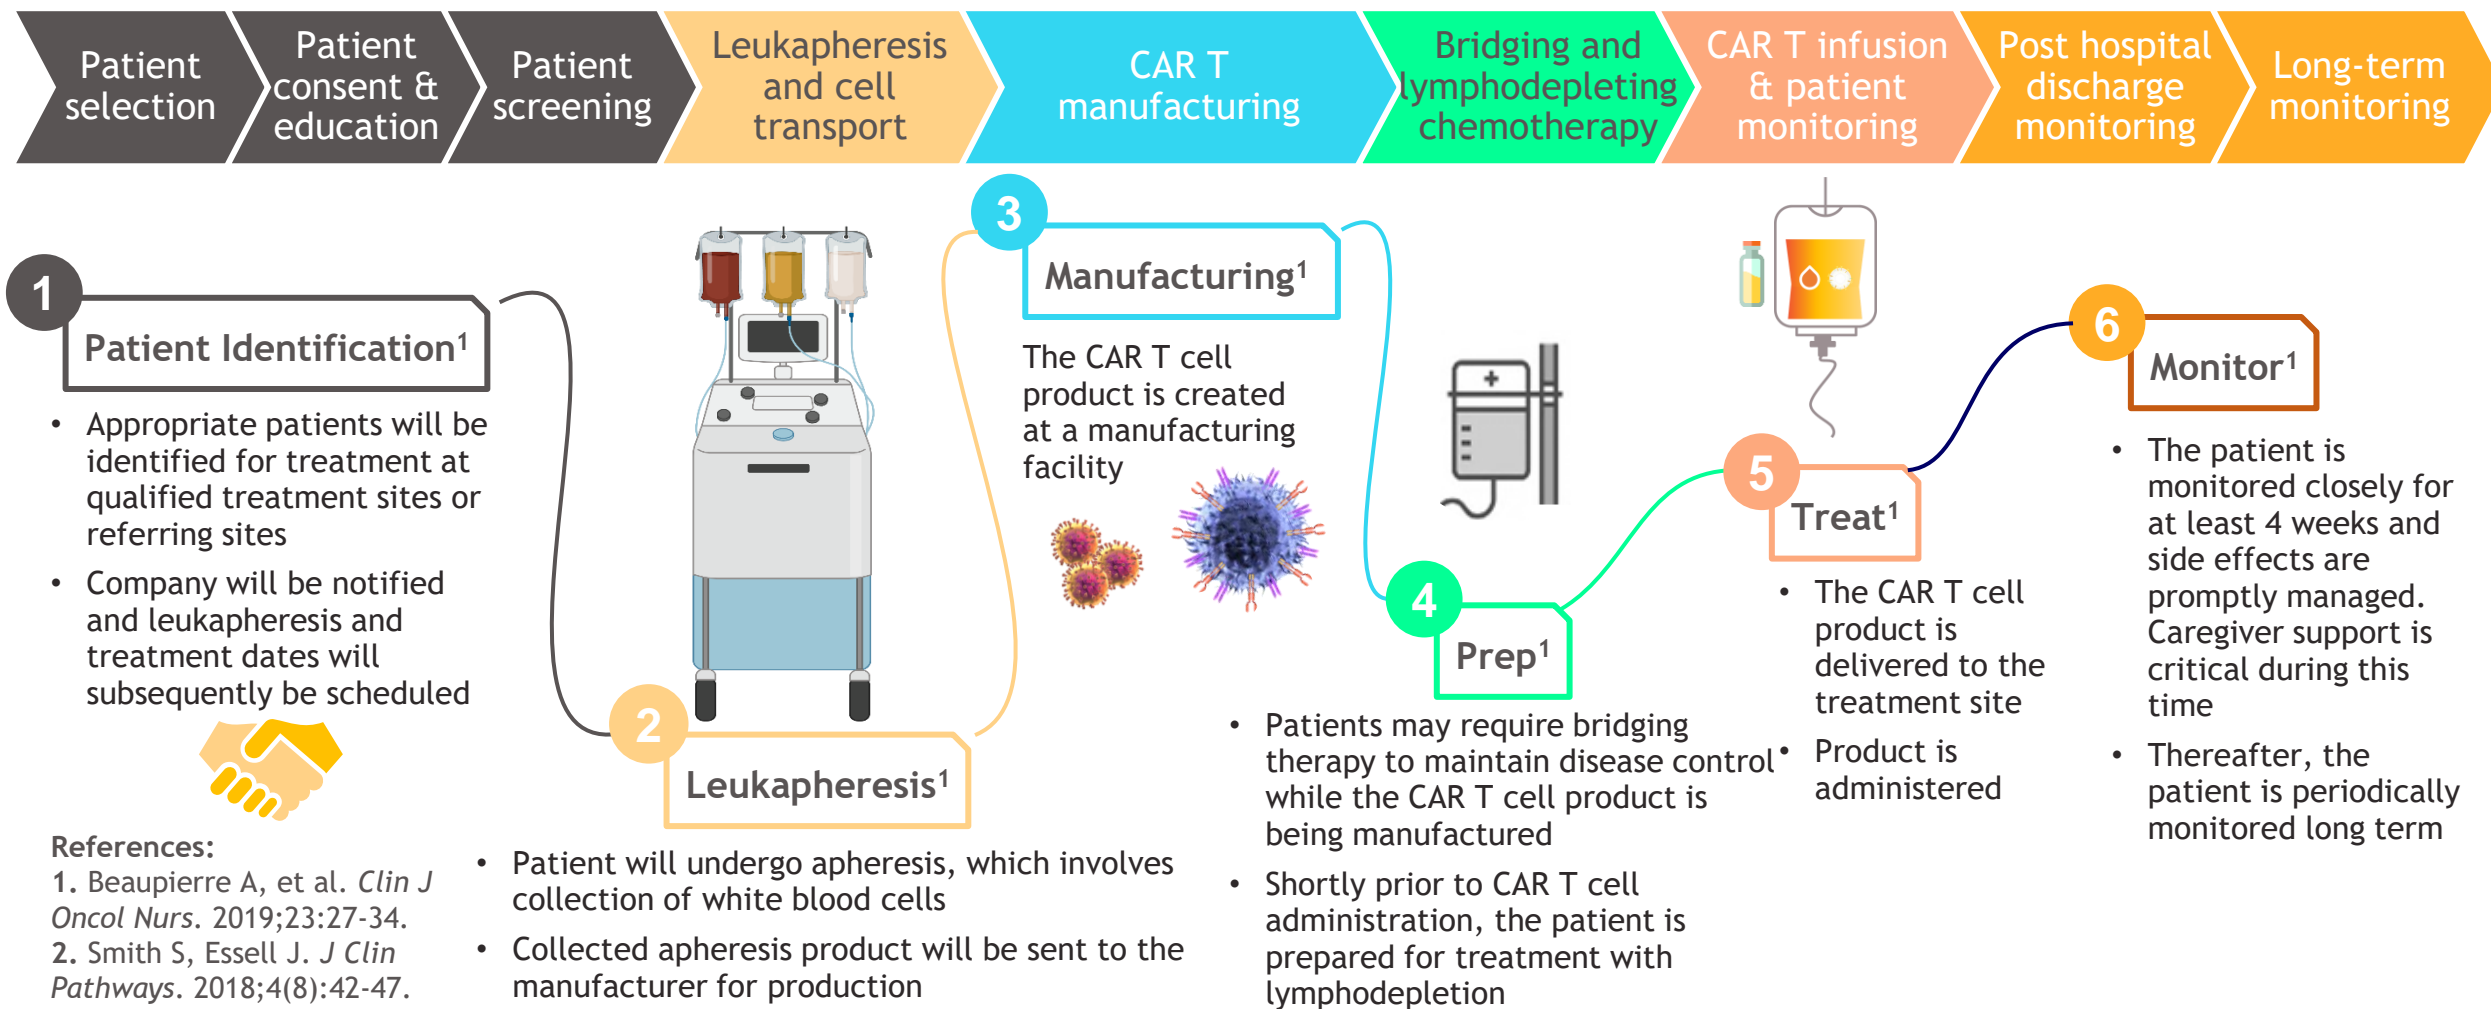 Patient
selection
Patient
consent &
education
Patient
screening
Leukapheresis
and cell
transport
CAR T
manufacturing
Bridging and
lymphodepleting
chemotherapy
CAR T infusion
& patient
monitoring
Post hospital
discharge
monitoring
Long-term
monitoring
1
Patient Identification¹
• Appropriate patients will be
identified for treatment at
qualified treatment sites or
referring sites
• Company will be notified
and leukapheresis and
treatment dates will
subsequently be scheduled
2
Leukapheresis¹
• Patient will undergo apheresis, which involves
collection of white blood cells
• Collected apheresis product will be sent to the
manufacturer for production
3
Manufacturing¹
The CAR T cell
product is created
at a manufacturing
facility
4
Prep¹
• Patients may require bridging
therapy to maintain disease control
while the CAR T cell product is
being manufactured
• Shortly prior to CAR T cell
administration, the patient is
prepared for treatment with
lymphodepletion
5
Treat¹
• The CAR T cell
product is
delivered to the
treatment site
• Product is
administered
6
Monitor¹
• The patient is
monitored closely for
at least 4 weeks and
side effects are
promptly managed.
Caregiver support is
critical during this
time
• Thereafter, the
patient is periodically
monitored long term
References:
1. Beaupierre A, et al. Clin J
Oncol Nurs. 2019;23:27-34.
2. Smith S, Essell J. J Clin
Pathways. 2018;4(8):42-47.